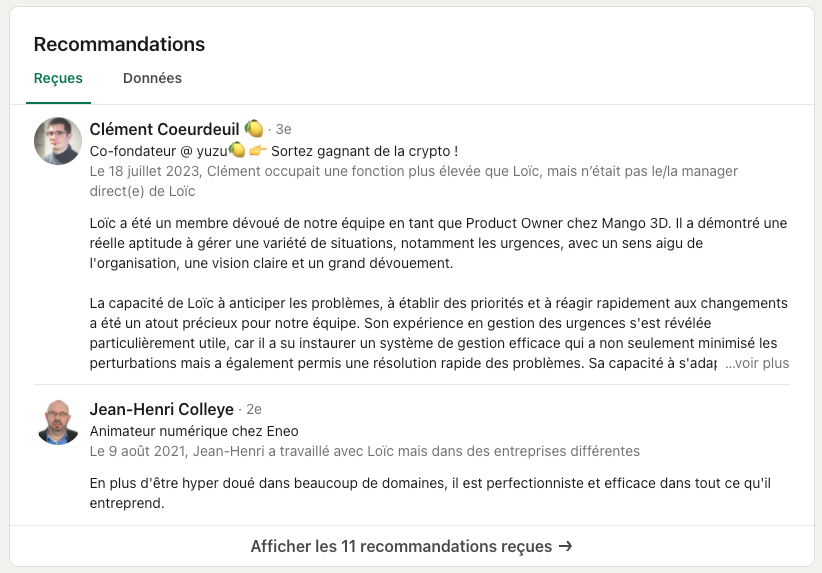 Recommandations
Reçues
Données
Clément Coeurdeuil 🍋 · 3e
Co-fondateur @ yuzu🍋 👉 Sortez gagnant de la crypto !
Le 18 juillet 2023, Clément occupait une fonction plus élevée que Loïc, mais n’était pas le/la manager
direct(e) de Loïc
Loïc a été un membre dévoué de notre équipe en tant que Product Owner chez Mango 3D. Il a démontré une
réelle aptitude à gérer une variété de situations, notamment les urgences, avec un sens aigu de
l'organisation, une vision claire et un grand dévouement.
La capacité de Loïc à anticiper les problèmes, à établir des priorités et à réagir rapidement aux changements
a été un atout précieux pour notre équipe. Son expérience en gestion des urgences s'est révélée
particulièrement utile, car il a su instaurer un système de gestion efficace qui a non seulement minimisé les
perturbations mais a également permis une résolution rapide des problèmes. Sa capacité à s'adap …voir plus
Jean-Henri Colleye · 2e
Animateur numérique chez Eneo
Le 9 août 2021, Jean-Henri a travaillé avec Loïc mais dans des entreprises différentes
En plus d'être hyper doué dans beaucoup de domaines, il est perfectionniste et efficace dans tout ce qu'il
entreprend.
Afficher les 11 recommandations reçues →